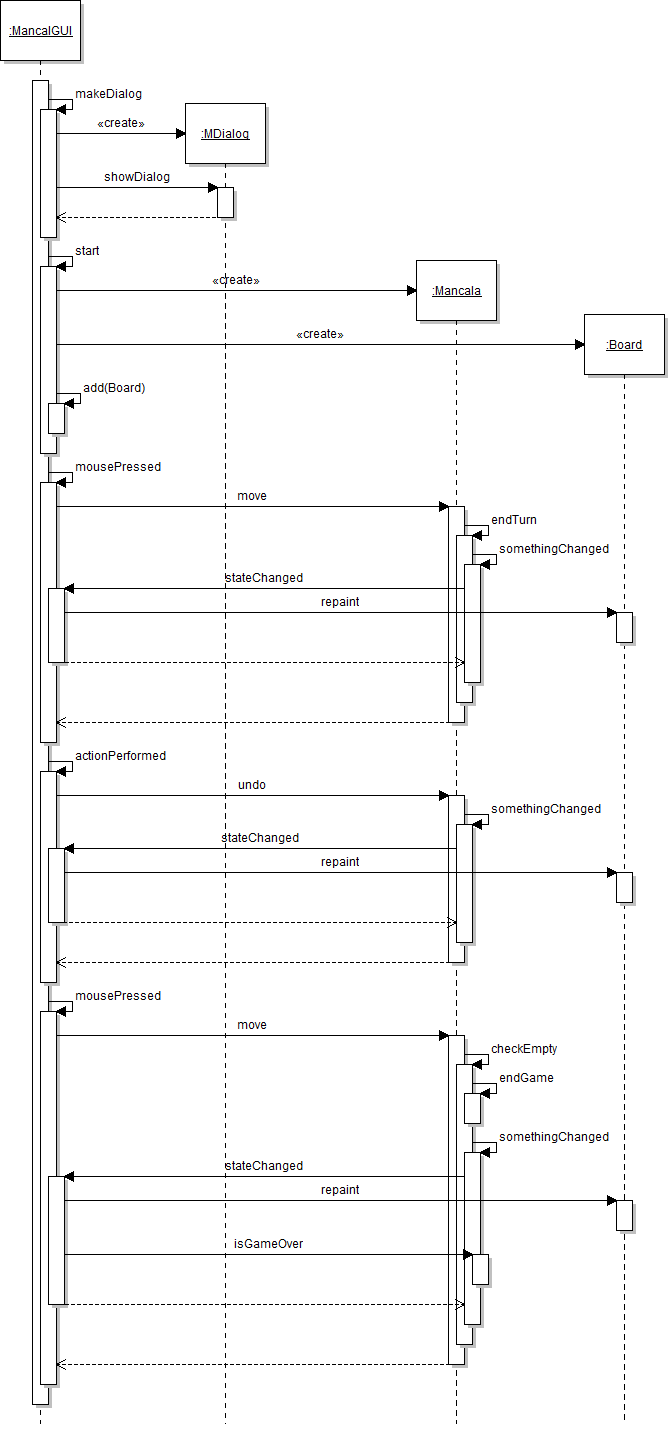 :MancalGUI
makeDialog
«create»
:MDialog
showDialog
start
«create»
:Mancala
«create»
:Board
add(Board)
mousePressed
move
endTurn
somethingChanged
stateChanged
repaint
actionPerformed
undo
somethingChanged
stateChanged
repaint
mousePressed
move
checkEmpty
endGame
somethingChanged
stateChanged
repaint
isGameOver